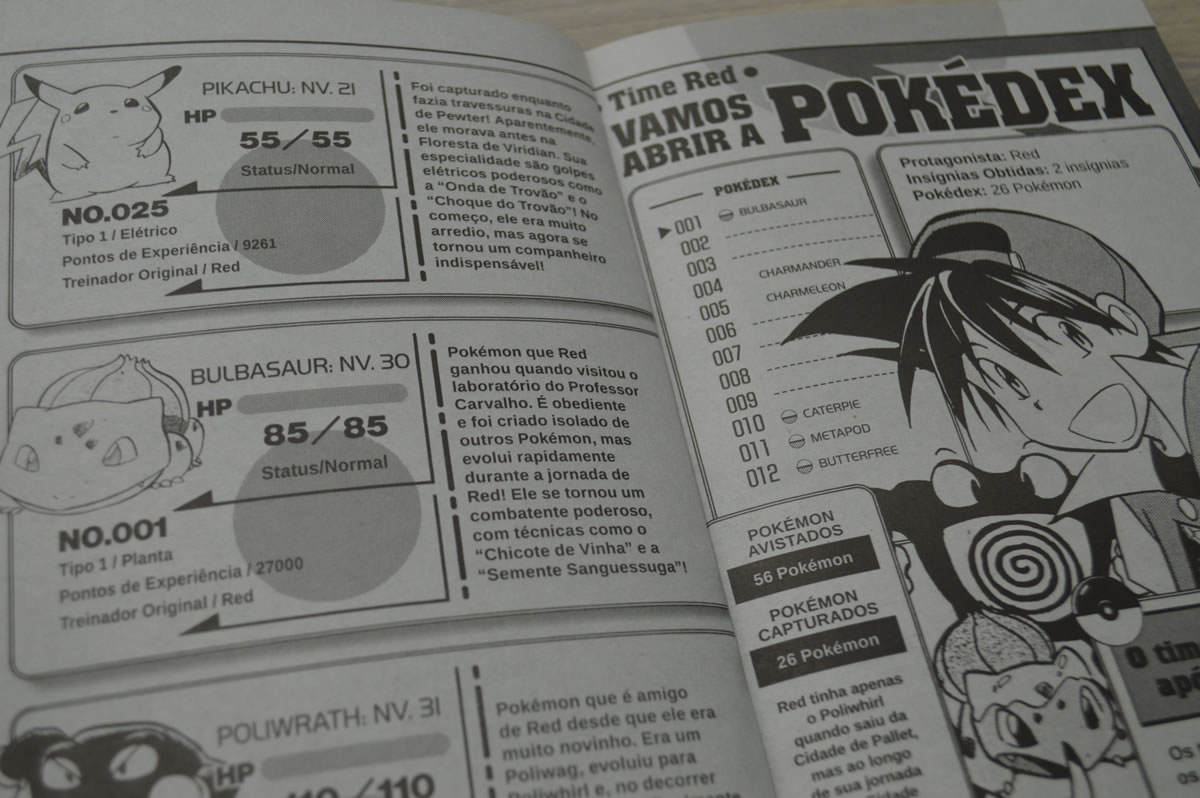 PIKACHU: NV. 21
HP
55/55
Status/Normal
NO.025
Tipo 1 / Elétrico
Pontos de Experiência / 9261
Treinador Original / Red
Foi capturado enquanto
fazia travessuras na Cidade
de Pewter! Aparentemente,
ele morava antes na
Floresta de Viridian. Sua
especialidade são golpes
elétricos poderosos como
a “Onda de Trovão” e o
“Choque do Trovão”! No
começo, ele era muito
arredio, mas agora se
tornou um companheiro
indispensável!
BULBASAUR: NV. 30
HP
85/85
Status/Normal
NO.001
Tipo 1 / Planta
Pontos de Experiência / 27000
Treinador Original / Red
Pokémon que Red
ganhou quando visitou o
laboratório do Professor
Carvalho. É obediente
e foi criado isolado de
outros Pokémon, mas
evolui rapidamente
durante a jornada de
Red! Ele se tornou um
combatente poderoso,
com técnicas como o
“Chicote de Vinha” e a
“Semente Sanguessuga”!
POLIWRATH: NV. 31
HP
110/110
Pokémon que é amigo
de Red desde que ele era
muito novinho. Era um
Poliwag, evoluiu para
Poliwhirl e, no decorrer
Time Red •
VAMOS
ABRIR A
POKÉDEX
POKÉDEX
001 BULBASAUR
002
003
004 CHARMANDER
005 CHARMELEON
006
007
008
009
010 CATERPIE
011 METAPOD
012 BUTTERFREE
Protagonista: Red
Insígnias Obtidas: 2 insígnias
Pokédex: 26 Pokémon
POKÉMON
AVISTADOS
56 Pokémon
POKÉMON
CAPTURADOS
26 Pokémon
Red tinha apenas
o Poliwhirl
quando saiu da
Cidade de Pallet,
mas ao longo
de sua jornada
O tim
apó
Os
os